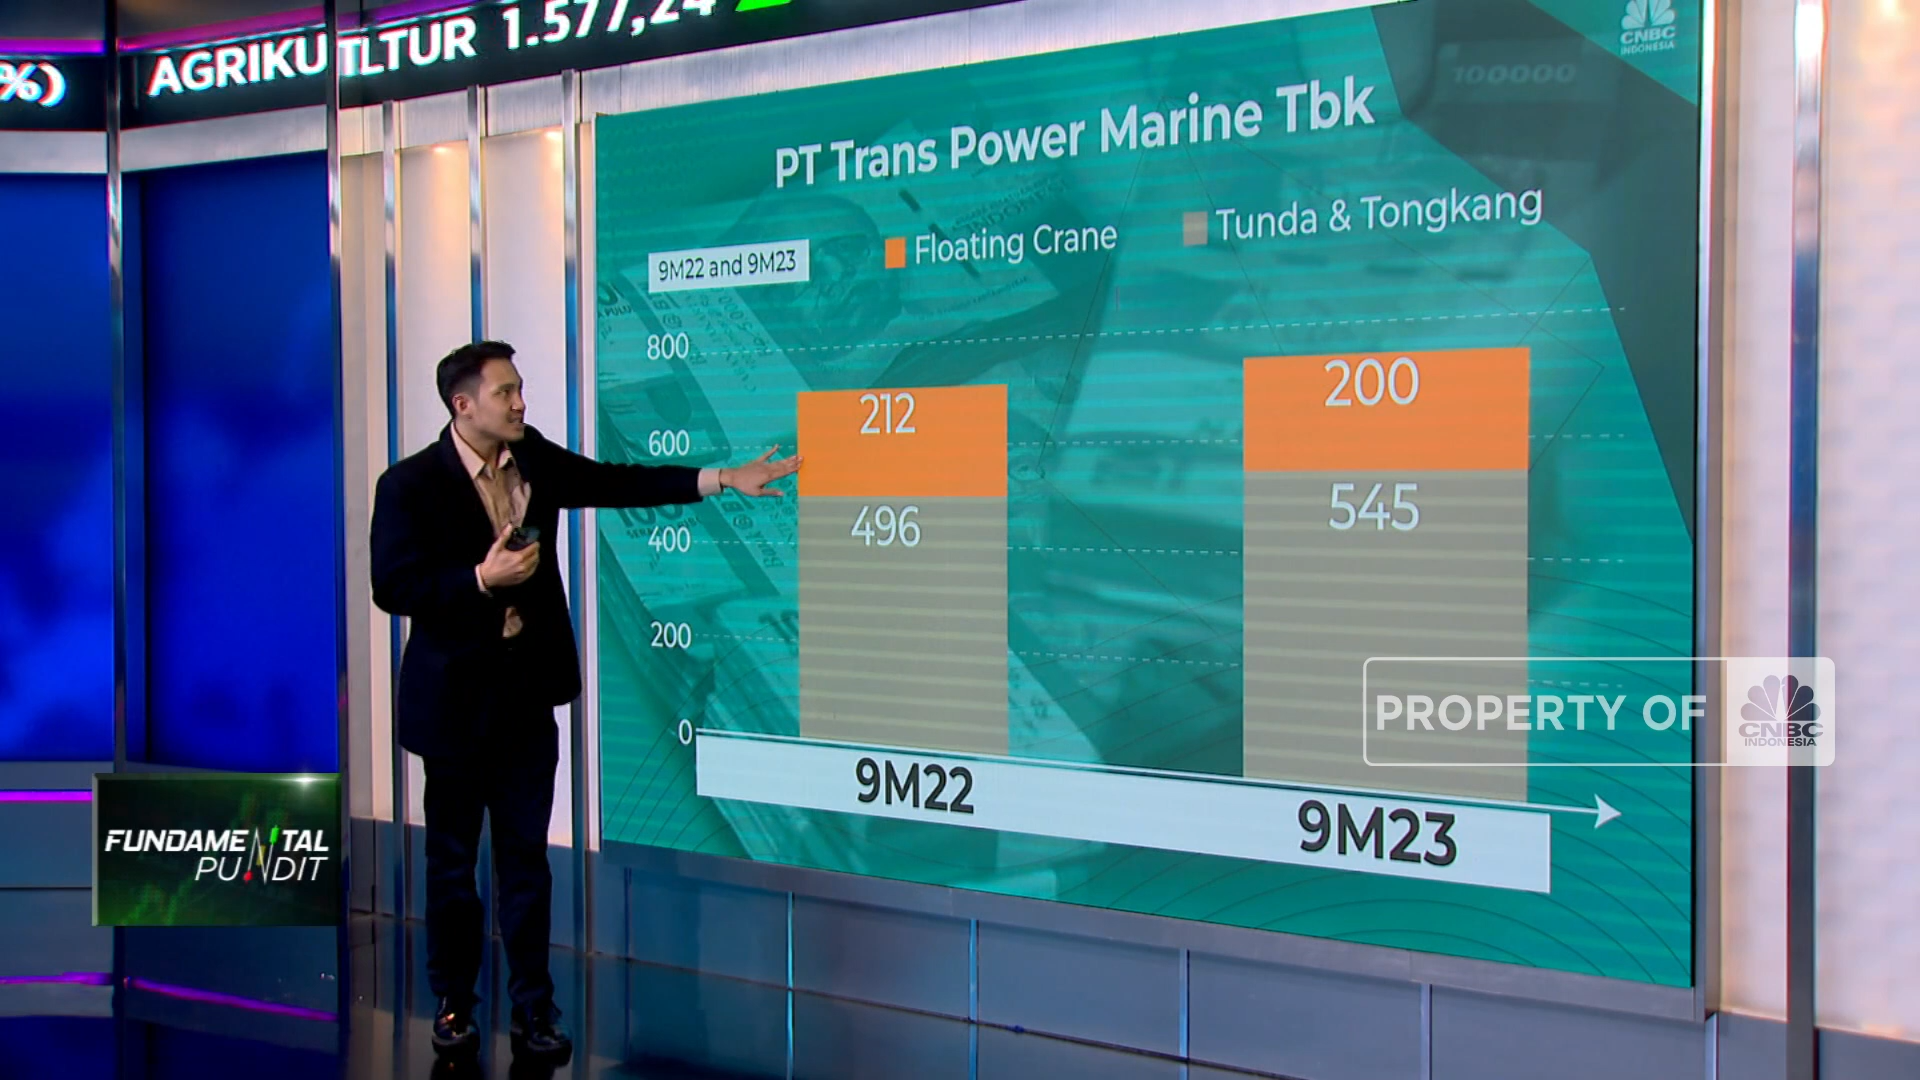 %)
AGRIKULTUR 1.577,24
CNBC
INDONESIA
100000
PT Trans Power Marine Tbk
9M22 and 9M23
Floating Crane
Tunda & Tongkang
800
600
400
200
0
212
496
200
545
9M22
9M23
PROPERTY OF
CNBC
INDONESIA
FUNDAMENTAL
PUNDIT